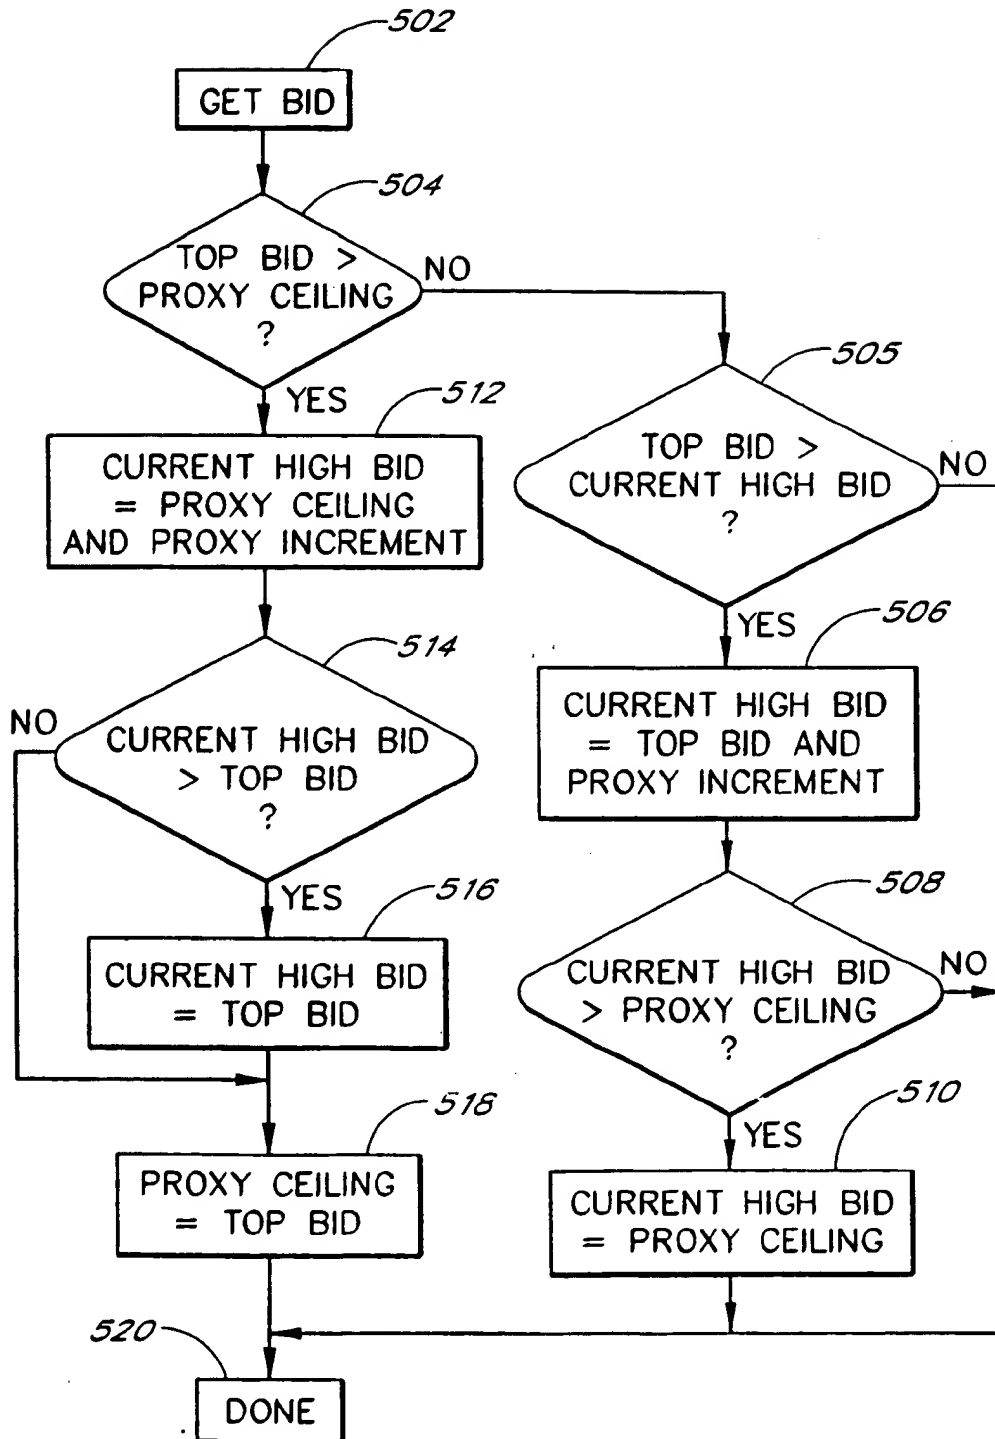 502
GET BID
504
TOP BID >
PROXY CEILING
?
NO
YES
512
CURRENT HIGH BID
= PROXY CEILING
AND PROXY INCREMENT
514
NO
CURRENT HIGH BID
> TOP BID
?
YES
516
CURRENT HIGH BID
= TOP BID
518
PROXY CEILING
= TOP BID
520
DONE
505
TOP BID >
CURRENT HIGH BID
?
NO
YES
506
CURRENT HIGH BID
= TOP BID AND
PROXY INCREMENT
508
CURRENT HIGH BID
> PROXY CEILING
?
NO
YES
510
CURRENT HIGH BID
= PROXY CEILING